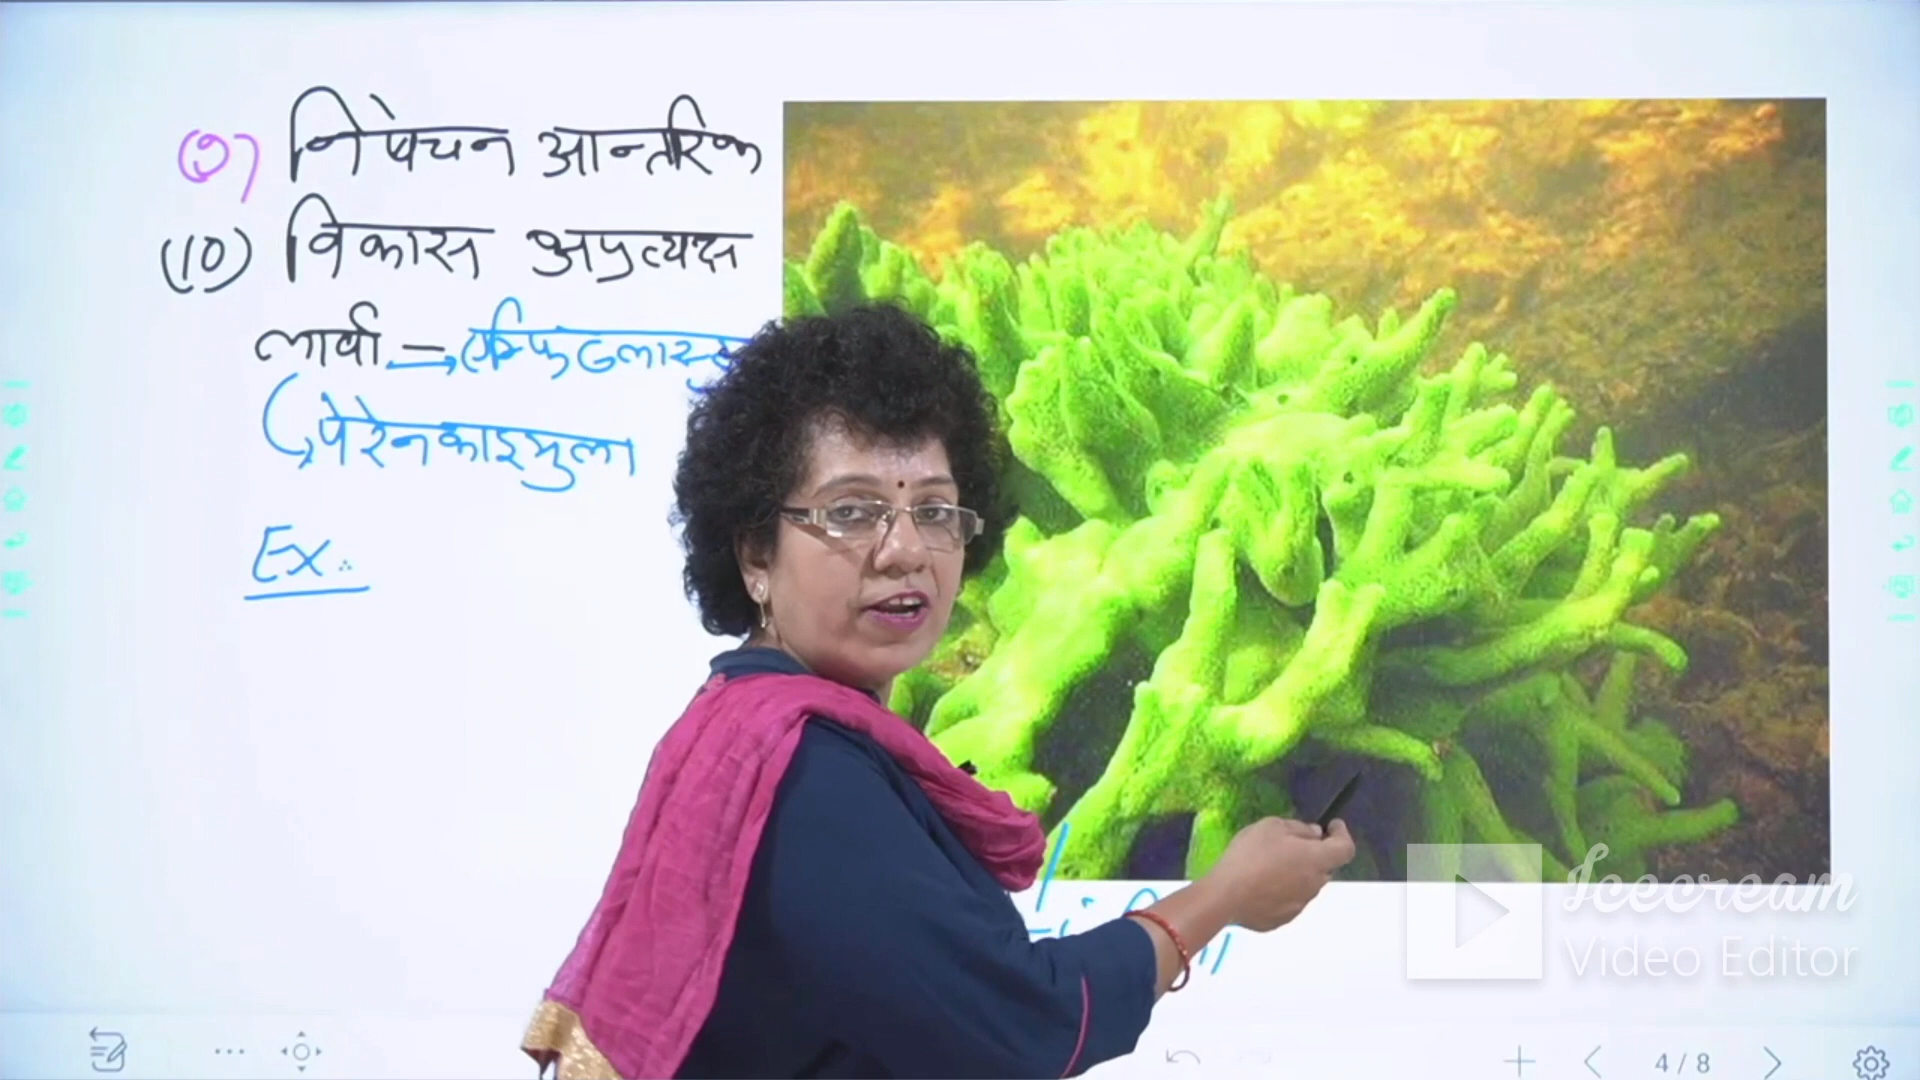 (9) निषेचन आन्तरिक
(10) विकास अप्रत्यक्ष
लार्वा → एम्फिब्लास्टुला
↳ पेरेनकाइमुला
Ex.
Icecream
Video Editor
4 / 8